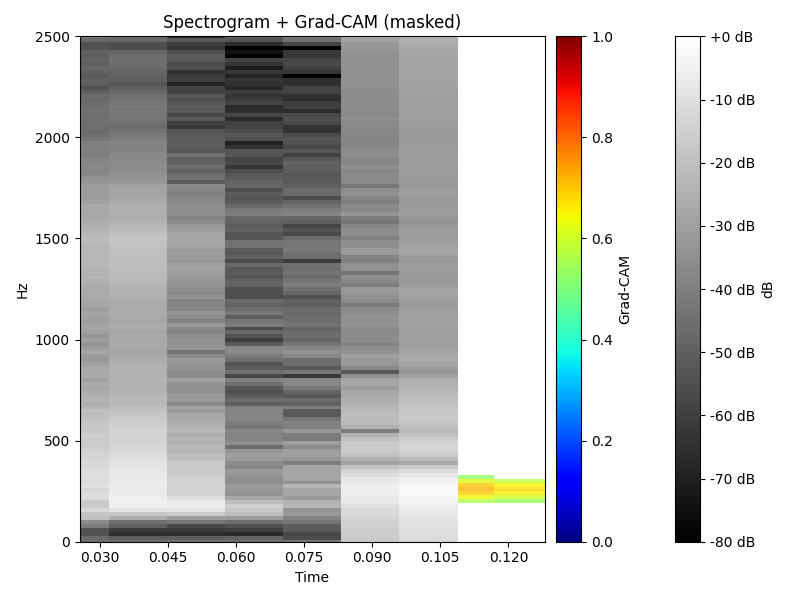 Spectrogram + Grad-CAM (masked)
2500
2000
1500
1000
500
0
Hz
0.030
0.045
0.060
0.075
0.090
0.105
0.120
Time
1.0
0.8
0.6
0.4
0.2
0.0
Grad-CAM
+0 dB
-10 dB
-20 dB
-30 dB
-40 dB
-50 dB
-60 dB
-70 dB
-80 dB
dB